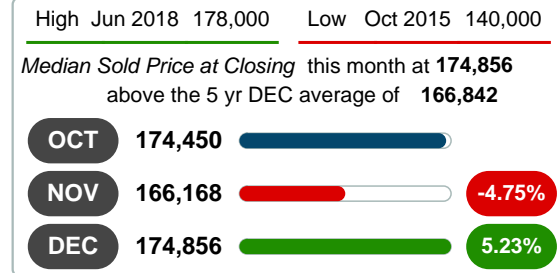 High Jun 2018 178,000 Low Oct 2015 140,000
Median Sold Price at Closing this month at 174,856
above the 5 yr DEC average of 166,842
OCT 174,450
NOV 166,168 -4.75%
DEC 174,856 5.23%